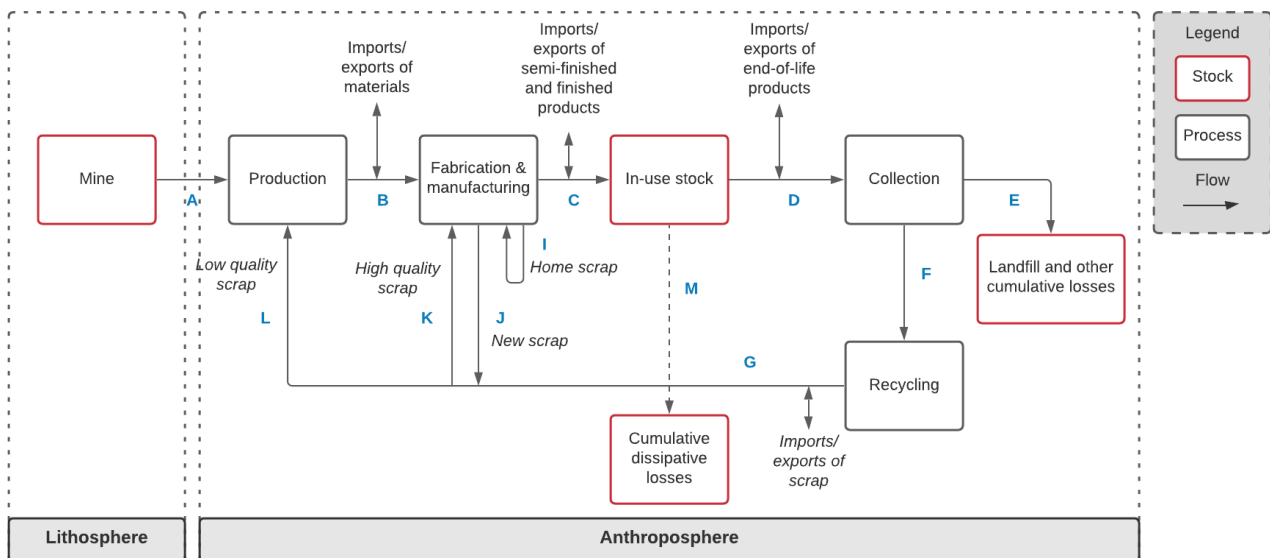 Imports/
exports of
materials
Imports/
exports of
semi-finished
and finished
products
Imports/
exports of
end-of-life
products
Legend
Stock
Process
Flow
Mine
Production
Fabrication &
manufacturing
In-use stock
Collection
A
B
C
D
E
I
Home scrap
Low quality
scrap
High quality
scrap
L
K
J
New scrap
M
F
Landfill and other
cumulative losses
G
Recycling
Cumulative
dissipative
losses
Imports/
exports of
scrap
Lithosphere
Anthroposphere